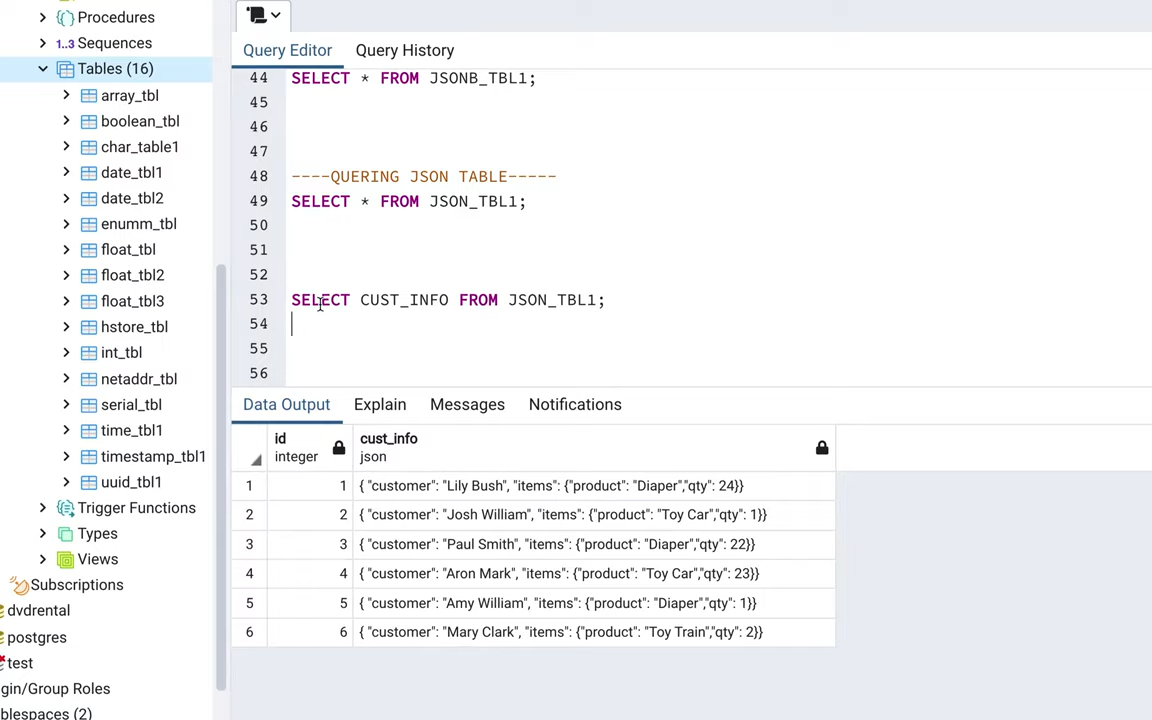 Procedures
1..3 Sequences
Tables (16)
array_tbl
boolean_tbl
char_table1
date_tbl1
date_tbl2
enumm_tbl
float_tbl
float_tbl2
float_tbl3
hstore_tbl
int_tbl
netaddr_tbl
serial_tbl
time_tbl1
timestamp_tbl1
uuid_tbl1
Trigger Functions
Types
Views
Subscriptions
dvdrental
postgres
test
gin/Group Roles
blespaces (2)
Query Editor Query History
44 SELECT * FROM JSONB_TBL1;
45
46
47
48 ----QUERING JSON TABLE-----
49 SELECT * FROM JSON_TBL1;
50
51
52
53 SELECT CUST_INFO FROM JSON_TBL1;
54
55
56
Data Output Explain Messages Notifications
id cust_info
integer json
1 1 { "customer": "Lily Bush", "items": {"product": "Diaper","qty": 24}}
2 2 { "customer": "Josh William", "items": {"product": "Toy Car","qty": 1}}
3 3 { "customer": "Paul Smith", "items": {"product": "Diaper","qty": 22}}
4 4 { "customer": "Aron Mark", "items": {"product": "Toy Car","qty": 23}}
5 5 { "customer": "Amy William", "items": {"product": "Diaper","qty": 1}}
6 6 { "customer": "Mary Clark", "items": {"product": "Toy Train","qty": 2}}